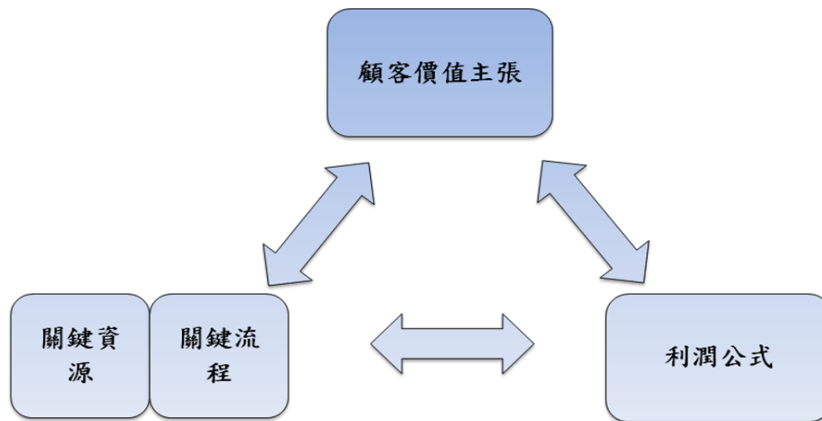 顧客價值主張
關鍵資
源
關鍵流
程
利潤公式